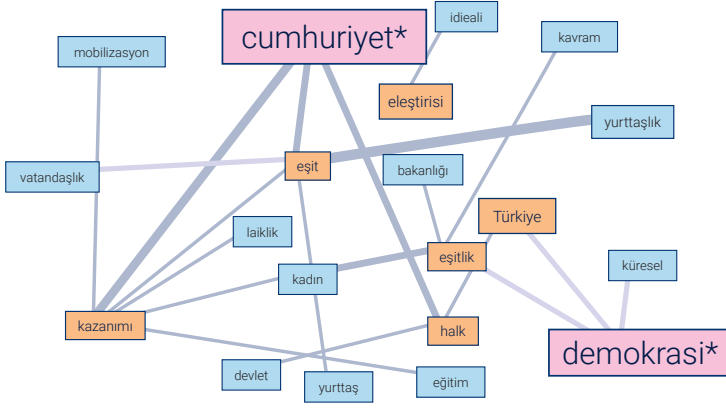 idieali
cumhuriyet*
kavram
mobilizasyon
eleştirisi
yurttaşlık
eşit
bakanlığı
vatandaşlık
Türkiye
laiklik
eşitlik
küresel
kadın
kazanımı
halk
demokrasi*
devlet
yurttaş
eğitim